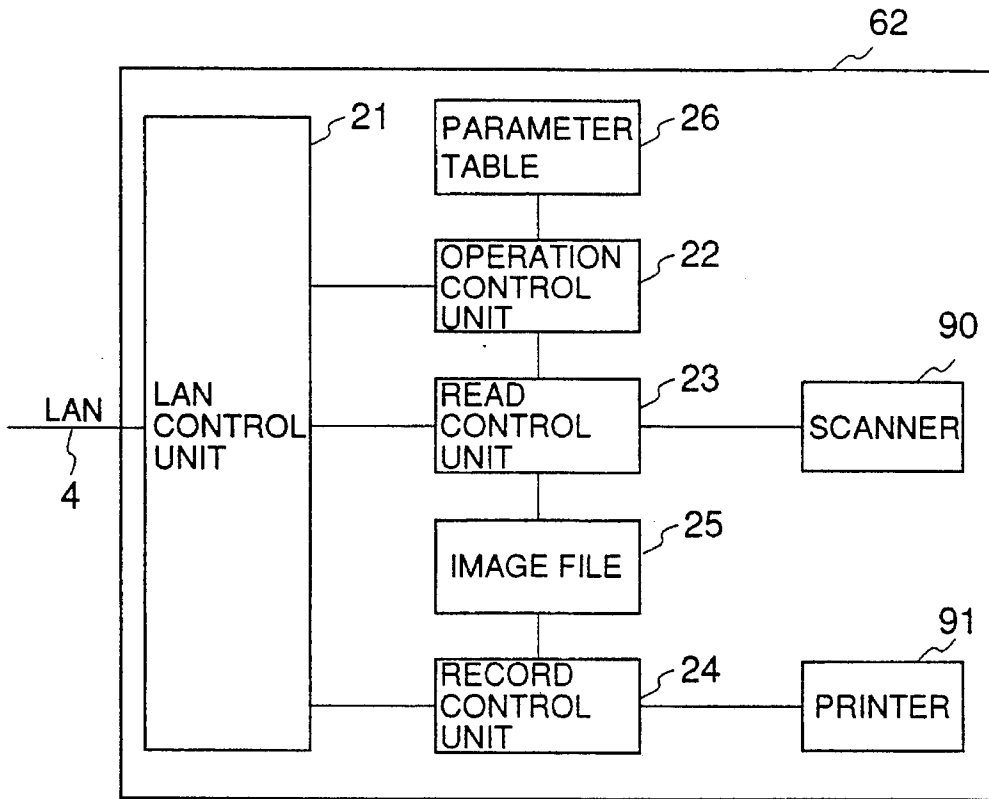 62
21
PARAMETER
TABLE
26
OPERATION
CONTROL
UNIT
22
90
LAN
4
LAN
CONTROL
UNIT
READ
CONTROL
UNIT
23
SCANNER
IMAGE FILE
25
91
RECORD
CONTROL
UNIT
24
PRINTER